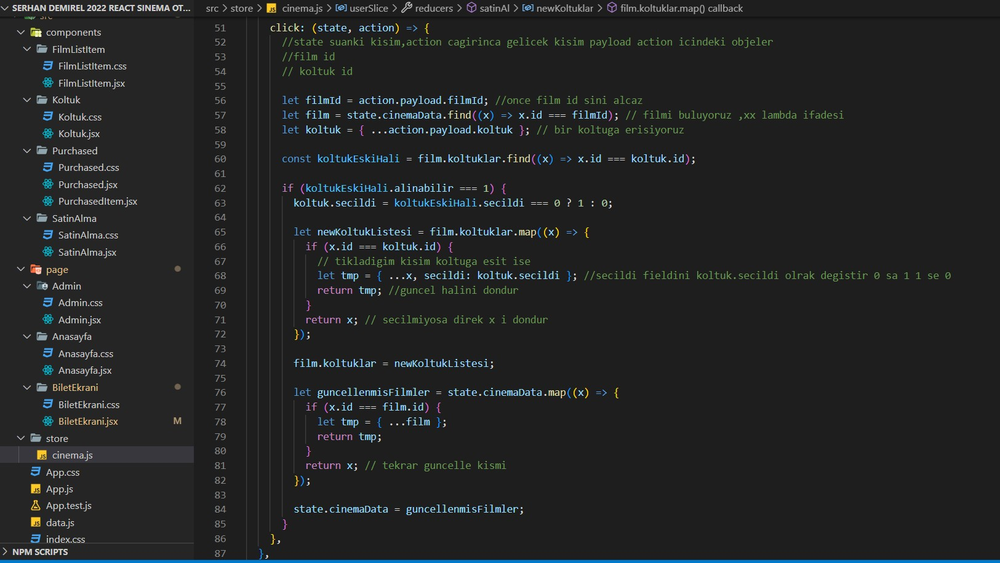 SERHAN DEMIREL 2022 REACT SINEMA OT...
src
components
FilmListItem
FilmListItem.css
FilmListItem.jsx
Koltuk
Koltuk.css
Koltuk.jsx
Purchased
Purchased.css
Purchased.jsx
PurchasedItem.jsx
SatinAlma
SatinAlma.css
SatinAlma.jsx
page
Admin
Admin.css
Admin.jsx
Anasayfa
Anasayfa.css
Anasayfa.jsx
BiletEkrani
BiletEkrani.css
BiletEkrani.jsx M
store
JS cinema.js
App.css
JS App.js
App.test.js
JS data.js
index.css
NPM SCRIPTS
src > store > JS cinema.js > userSlice > reducers > satinAl > newKoltuklar > film.koltuklar.map() callback
51 click: (state, action) => {
52 //state suanki kisim,action cagirinca gelicek kisim payload action icindeki objeler
53 //film id
54 // koltuk id
55
56 let filmId = action.payload.filmId; //once film id sini alcaz
57 let film = state.cinemaData.find((x) => x.id === filmId); // filmi buluyoruz ,xx lambda ifadesi
58 let koltuk = { ...action.payload.koltuk }; // bir koltuga erisiyoruz
59
60 const koltukEskiHali = film.koltuklar.find((x) => x.id === koltuk.id);
61
62 if (koltukEskiHali.alinabilir === 1) {
63 koltuk.secildi = koltukEskiHali.secildi === 0 ? 1 : 0;
64
65 let newKoltukListesi = film.koltuklar.map((x) => {
66 if (x.id === koltuk.id) {
67 // tikladigim kisim koltuga esit ise
68 let tmp = { ...x, secildi: koltuk.secildi }; //secildi fieldini koltuk.secildi olrak degistir 0 sa 1 1 se 0
69 return tmp; //guncel halini dondur
70 }
71 return x; // secilmiyosa direk x i dondur
72 });
73
74 film.koltuklar = newKoltukListesi;
75
76 let guncellenmisFilmler = state.cinemaData.map((x) => {
77 if (x.id === film.id) {
78 let tmp = { ...film };
79 return tmp;
80 }
81 return x; // tekrar guncelle kismi
82 });
83
84 state.cinemaData = guncellenmisFilmler;
85 }
86 },
87 },